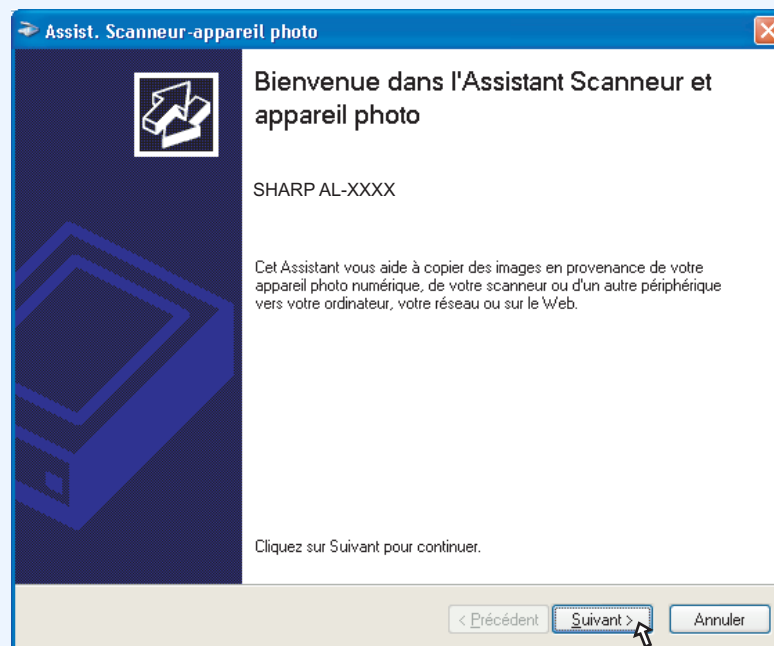 Assist. Scanneur-appareil photo
Bienvenue dans l'Assistant Scanneur et
appareil photo
SHARP AL-XXXX
Cet Assistant vous aide à copier des images en provenance de votre
appareil photo numérique, de votre scanneur ou d'un autre périphérique
vers votre ordinateur, votre réseau ou sur le Web.
Cliquez sur Suivant pour continuer.
< Précédent Suivant > Annuler